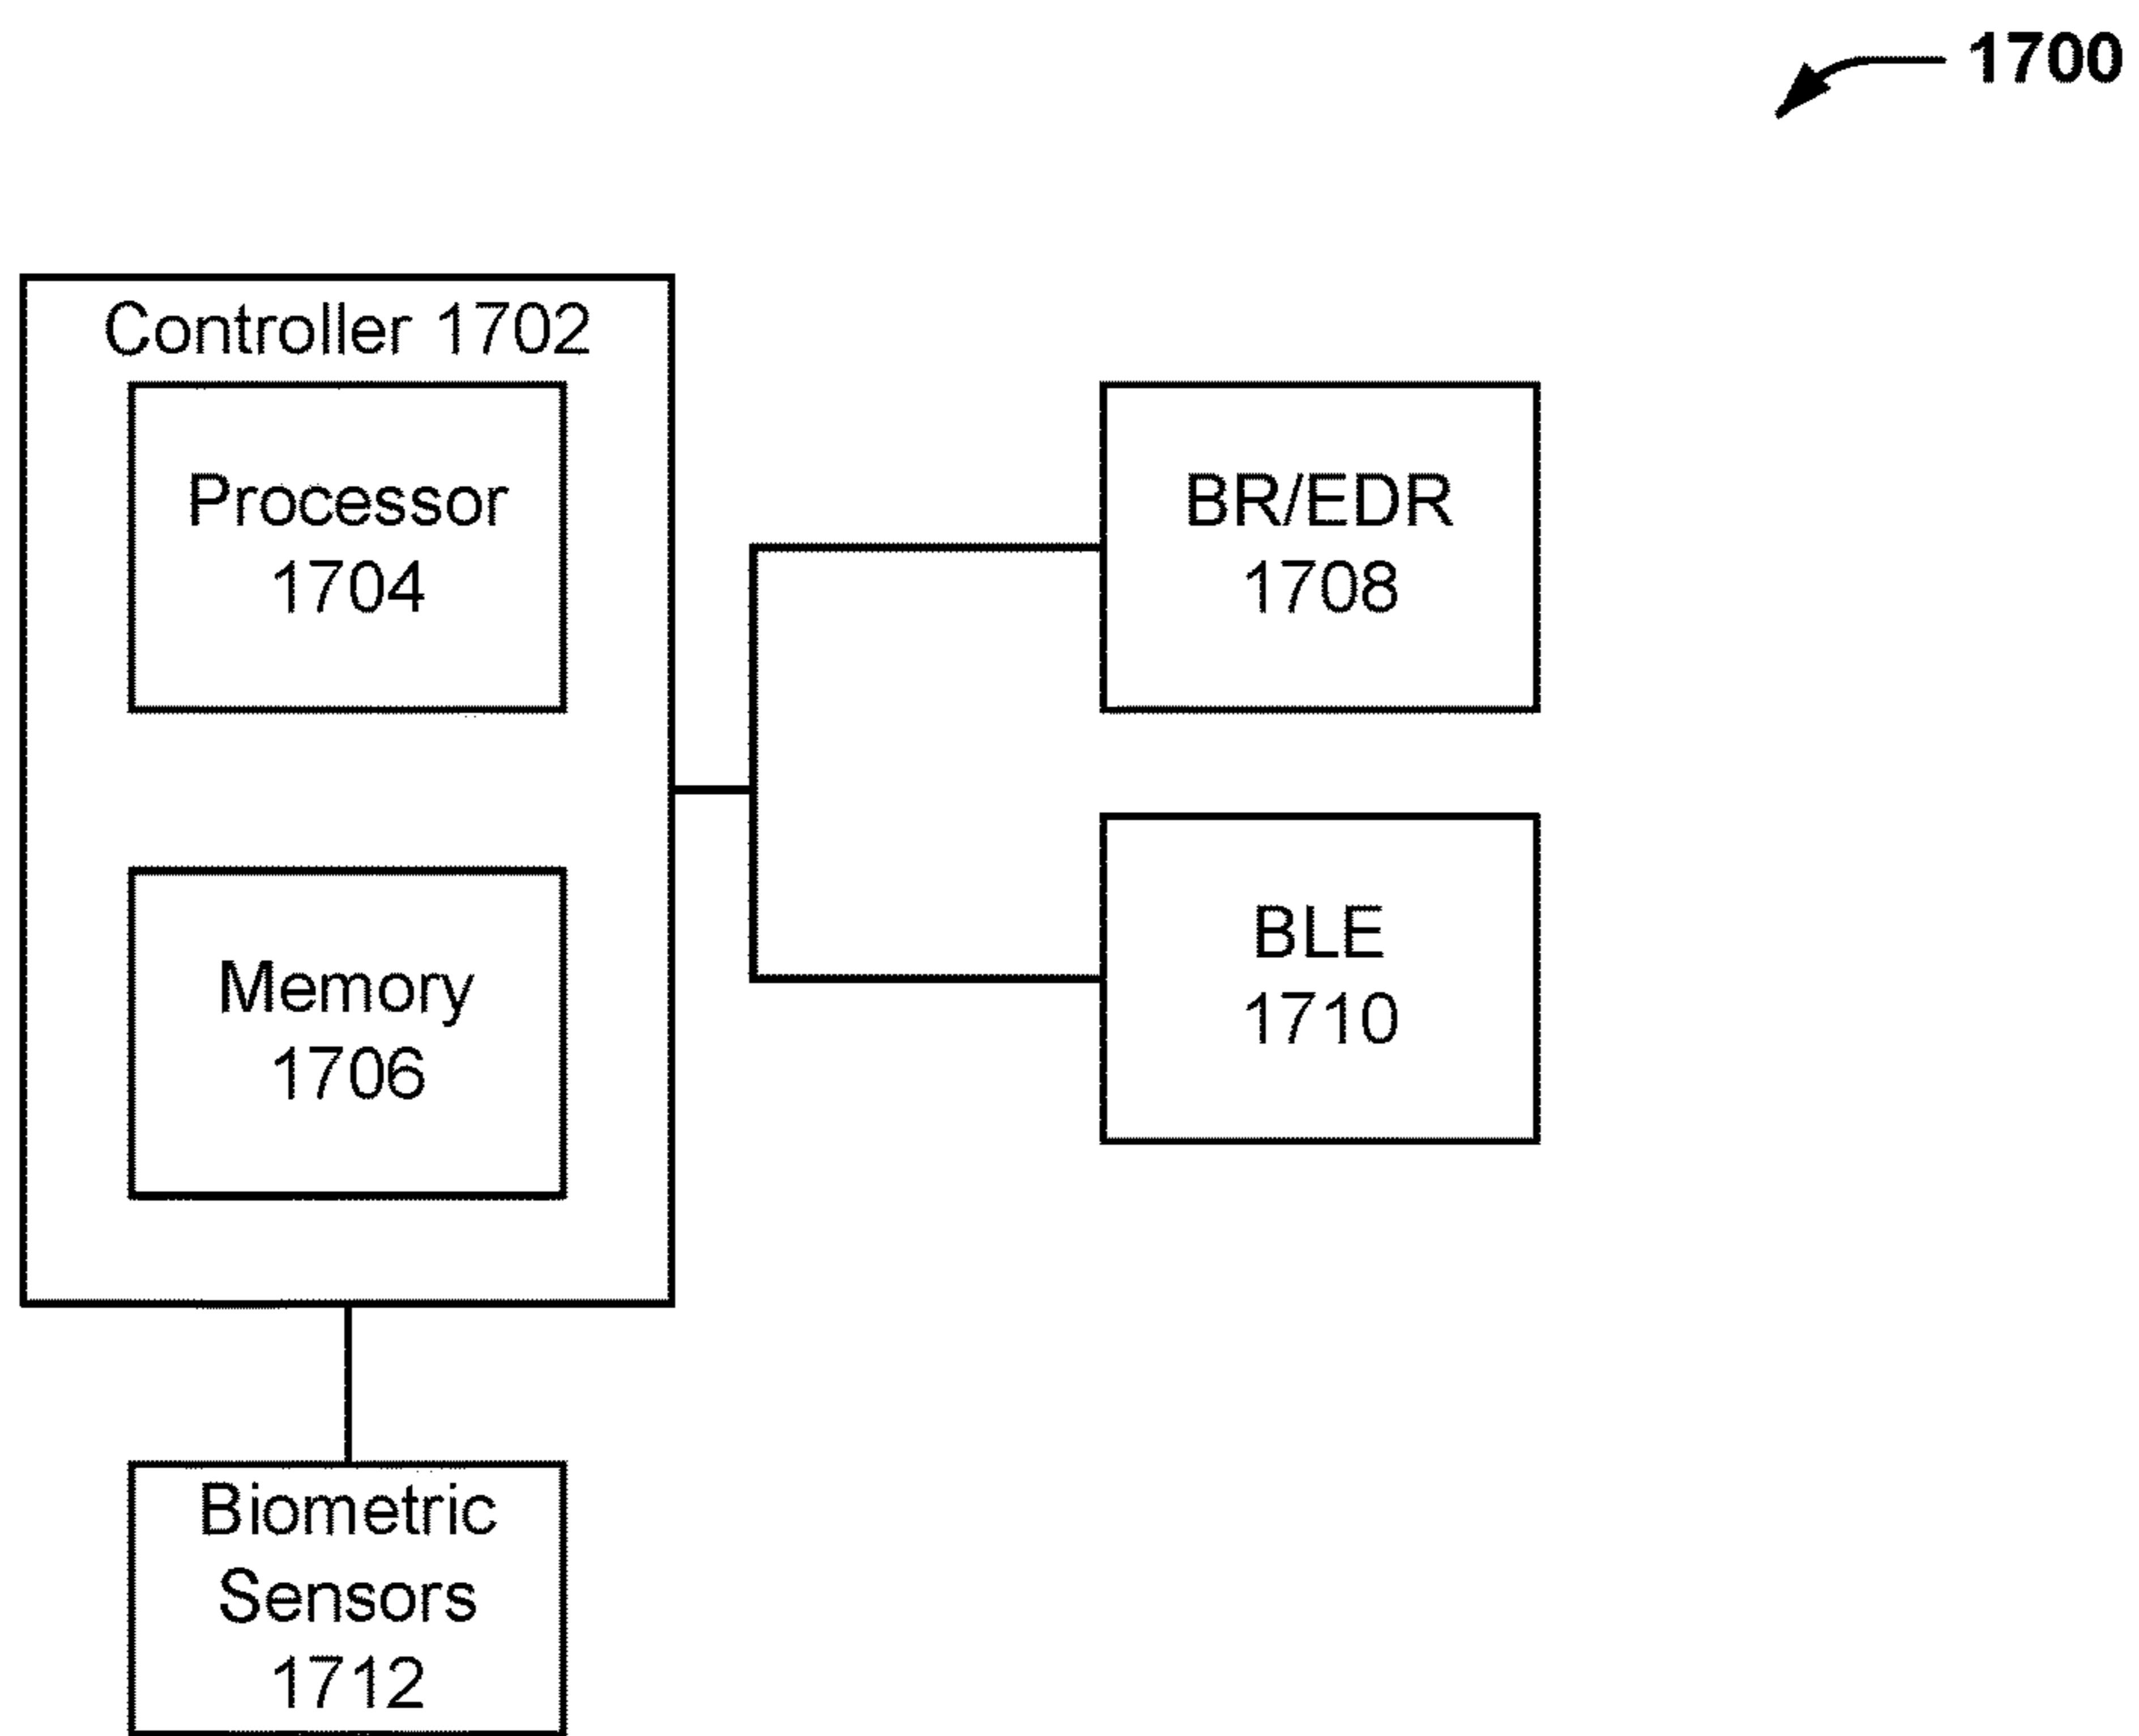 1700
Controller 1702
Processor
1704
Memory
1706
BR/EDR
1708
BLE
1710
Biometric
Sensors
1712